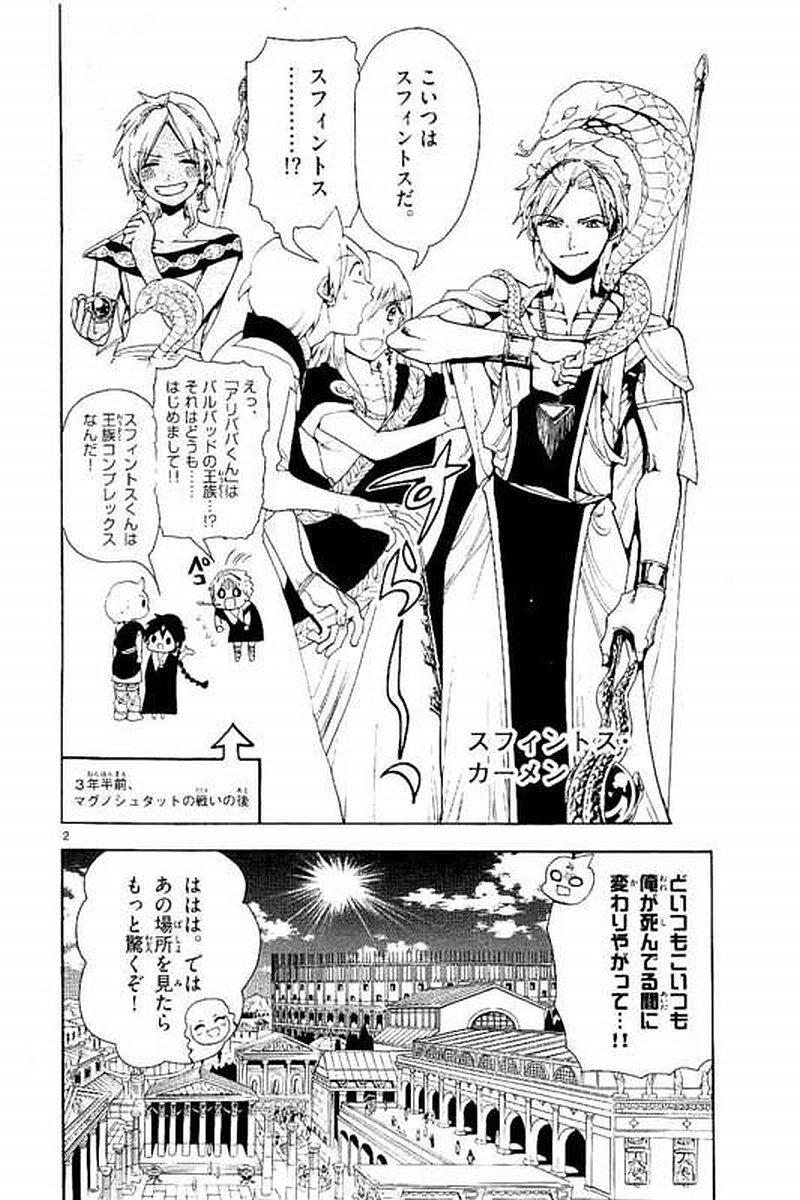 こいつは
スフィントスだ。
スフィントス
…………!?
スラ〜〜
スフィントス・
カーメン
えっ、
「アリババくん」は
バルバッドの王族…!?
それはどうも……
はじめまして!!
ペコ
スフィントスくんは
王族コンプレックス
なんだ!
3年半前、
マグノシュタットの戦いの後
2
どいつもこいつも
俺が死んでる間に
変わりやがって…!!
ははは。では
あの場所を見たら
もっと驚くぞ!